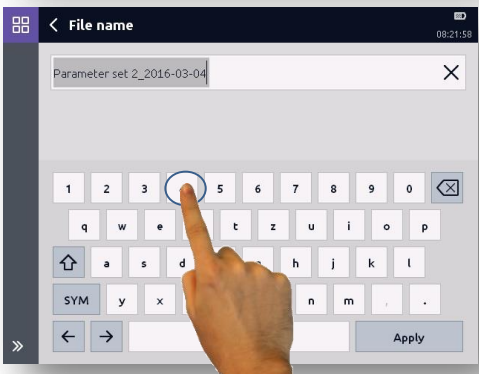 File name
08:21:58
Parameter set 2_2016-03-04
1 2 3 5 6 7 8 9 0
q w e t z u i o p
a s d h j k l
SYM y x n m , .
Apply